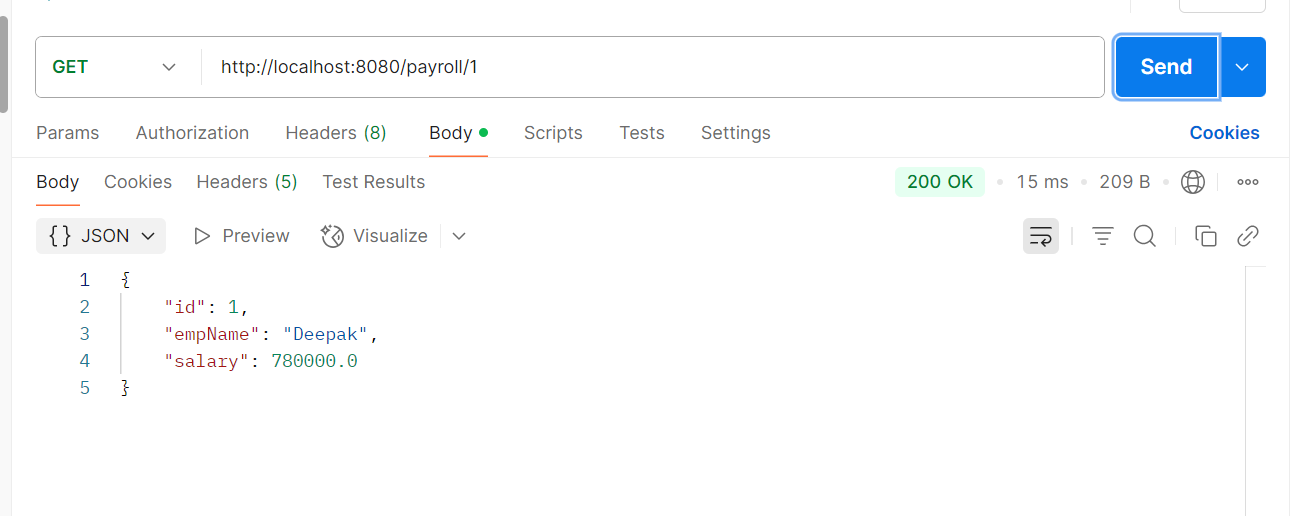 GET http://localhost:8080/payroll/1 Send
Params Authorization Headers (8) Body Scripts Tests Settings Cookies
Body Cookies Headers (5) Test Results 200 OK 15 ms 209 B
{} JSON Preview Visualize
1 {
2 "id": 1,
3 "empName": "Deepak",
4 "salary": 780000.0
5 }